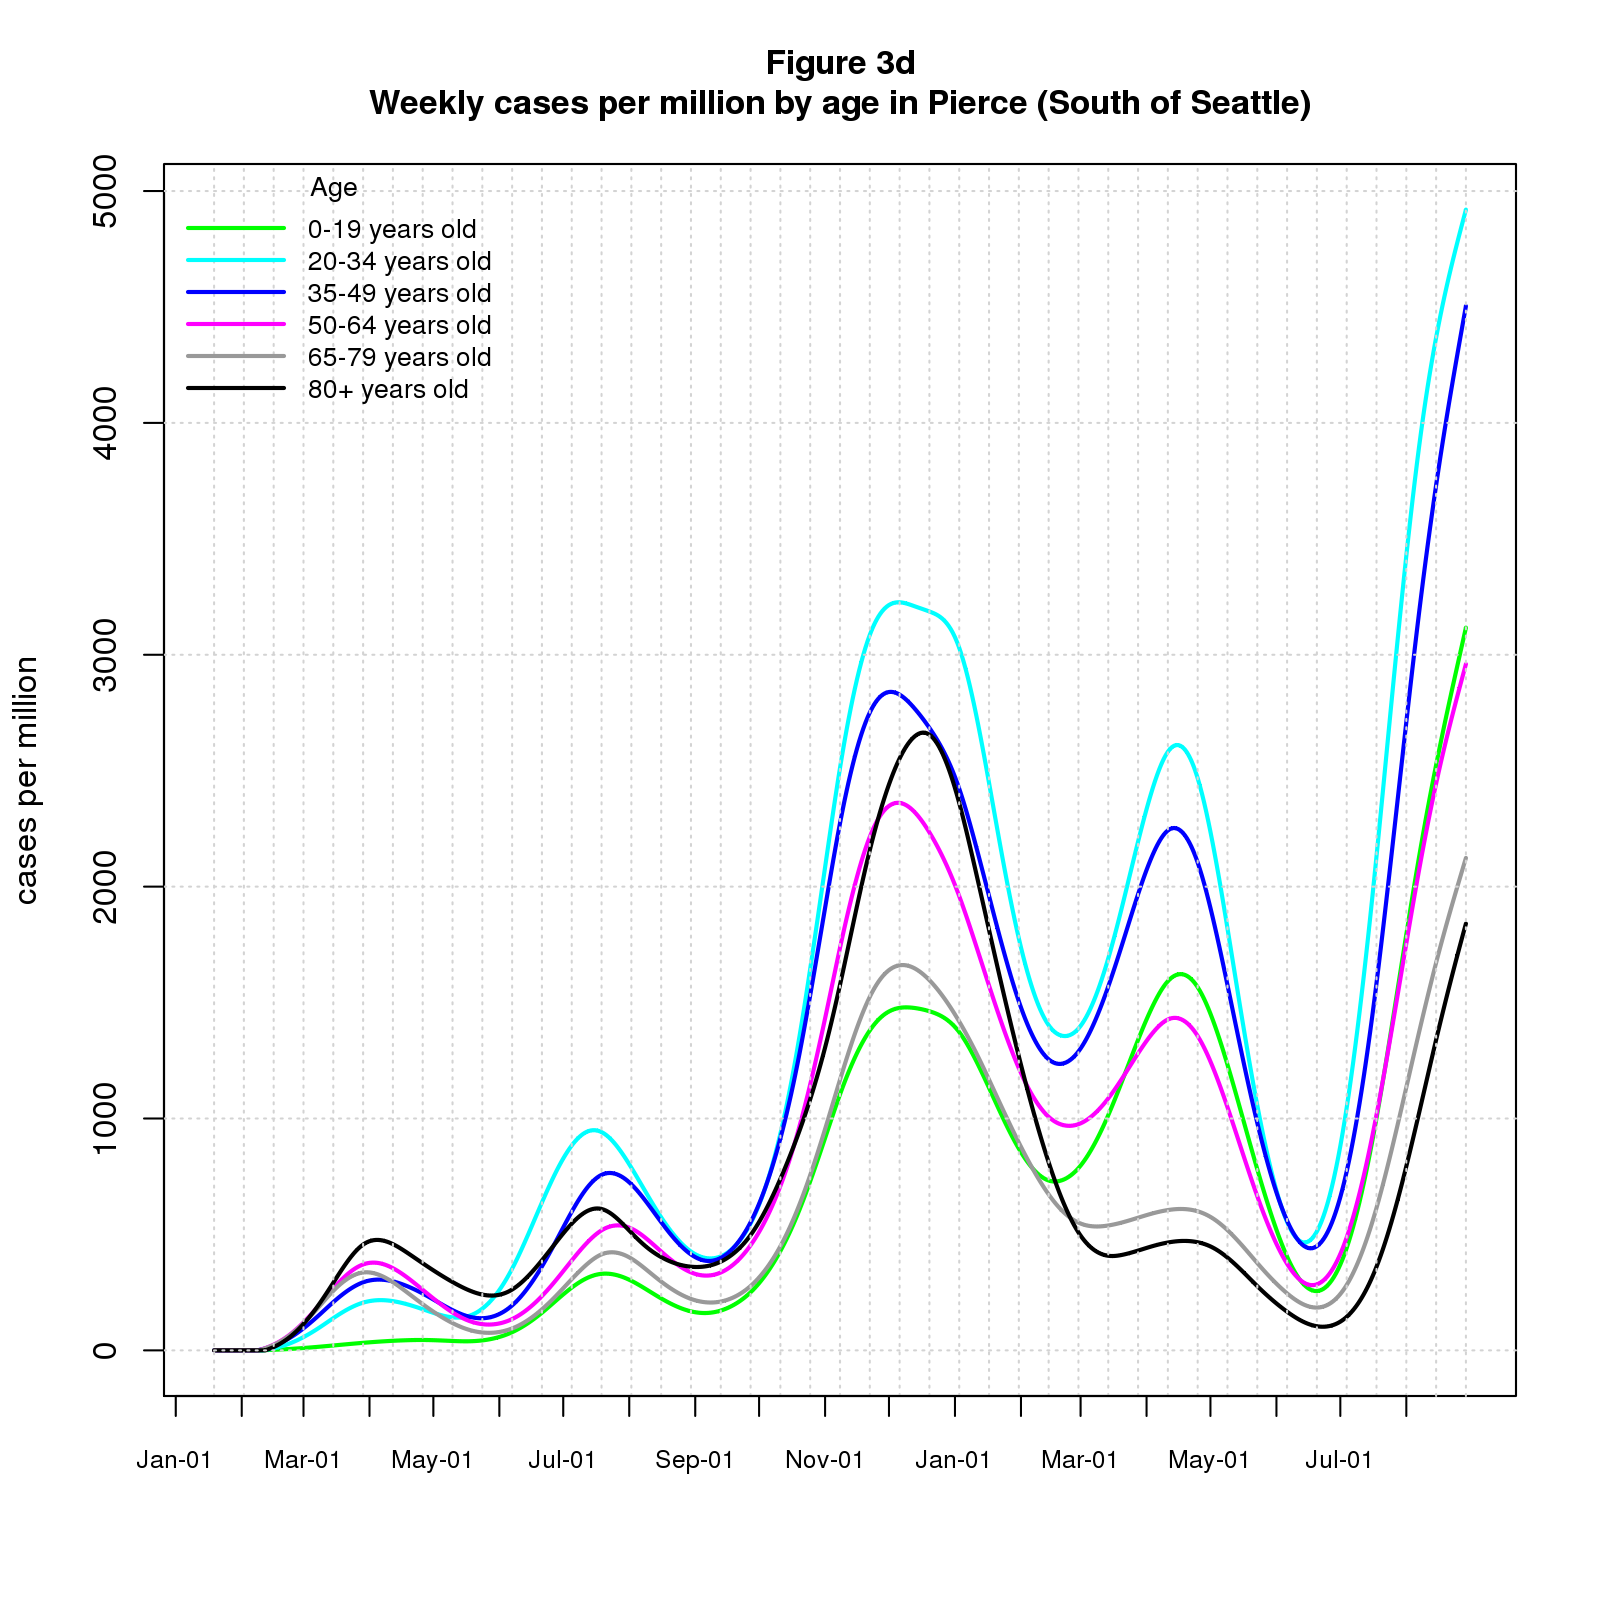 Figure 3d
Weekly cases per million by age in Pierce (South of Seattle)
Age
0-19 years old
20-34 years old
35-49 years old
50-64 years old
65-79 years old
80+ years old
5000
4000
3000
2000
1000
0
cases per million
Jan-01 Mar-01 May-01 Jul-01 Sep-01 Nov-01 Jan-01 Mar-01 May-01 Jul-01